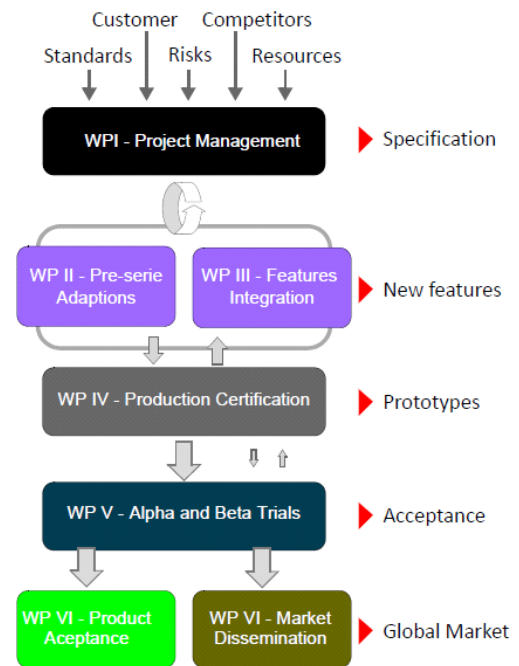 Customer Competitors
Standards Risks Resources
WPI - Project Management
Specification
WP II - Pre-serie
Adaptions
WP III - Features
Integration
New features
WP IV - Production Certification
Prototypes
WP V - Alpha and Beta Trials
Acceptance
WP VI - Product
Aceptance
WP VI - Market
Dissemination
Global Market